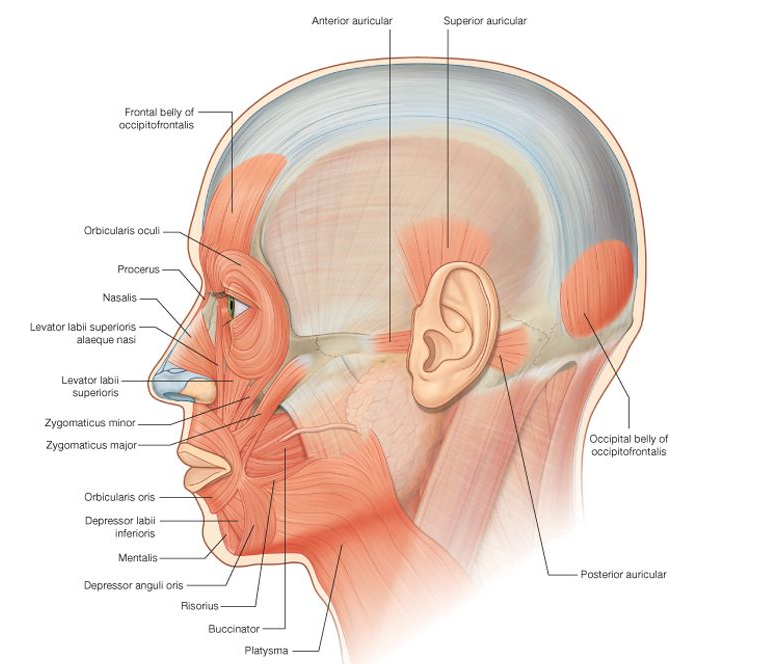 Anterior auricular
Superior auricular
Frontal belly of
occipitofrontalis
Orbicularis oculi
Procerus
Nasalis
Levator labii superioris
alaeque nasi
Levator labii
superioris
Zygomaticus minor
Zygomaticus major
Occipital belly of
occipitofrontalis
Orbicularis oris
Depressor labii
inferioris
Mentalis
Posterior auricular
Depressor anguli oris
Risorius
Buccinator
Platysma